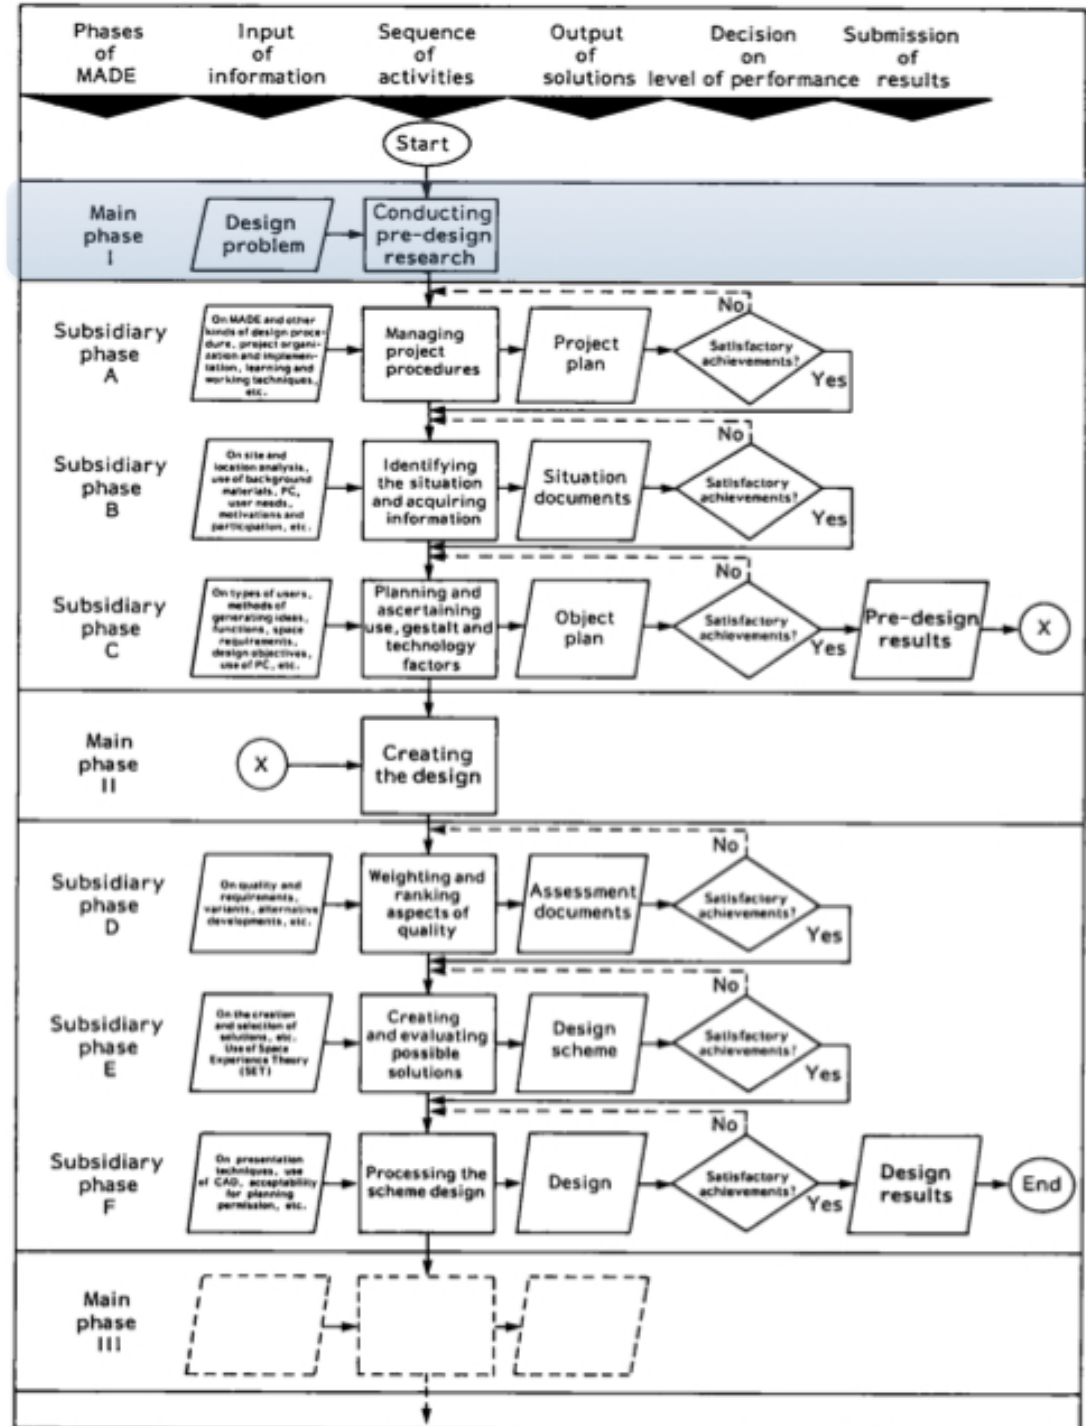 Phases
of
MADE
Input
of
information
Sequence
of
activities
Output
of
solutions
Decision
on
level of performance
Submission
of
results
Start
Main
phase
I
Design
problem
Conducting
pre-design
research
Subsidiary
phase
A
On MADE and other
kinds of design proce-
dure, project organi-
sation and implemen-
tation, learning and
working techniques,
etc.
Managing
project
procedures
Project
plan
No
Satisfactory
achievements?
Yes
Subsidiary
phase
B
On site and
location analysis,
use of background
materials, PC,
user needs,
motivations and
participation, etc.
Identifying
the situation
and acquiring
information
Situation
documents
No
Satisfactory
achievements?
Yes
Subsidiary
phase
C
On types of users,
methods of
generating ideas,
functions, space
requirements,
design objectives,
use of PC, etc.
Planning and
ascertaining
use, gestalt and
technology
factors
Object
plan
No
Satisfactory
achievements?
Yes
Pre-design
results
X
Main
phase
II
X
Creating
the design
Subsidiary
phase
D
On quality and
requirements,
variants, alternative
developments, etc.
Weighting and
ranking
aspects of
quality
Assessment
documents
No
Satisfactory
achievements?
Yes
Subsidiary
phase
E
On the creation
and selection of
solutions, etc.
Use of Space
Experience Theory
(SET)
Creating
and evaluating
possible
solutions
Design
scheme
No
Satisfactory
achievements?
Yes
Subsidiary
phase
F
On presentation
techniques, use
of CAD, acceptability
for planning
permission, etc.
Processing the
scheme design
Design
No
Satisfactory
achievements?
Yes
Design
results
End
Main
phase
III